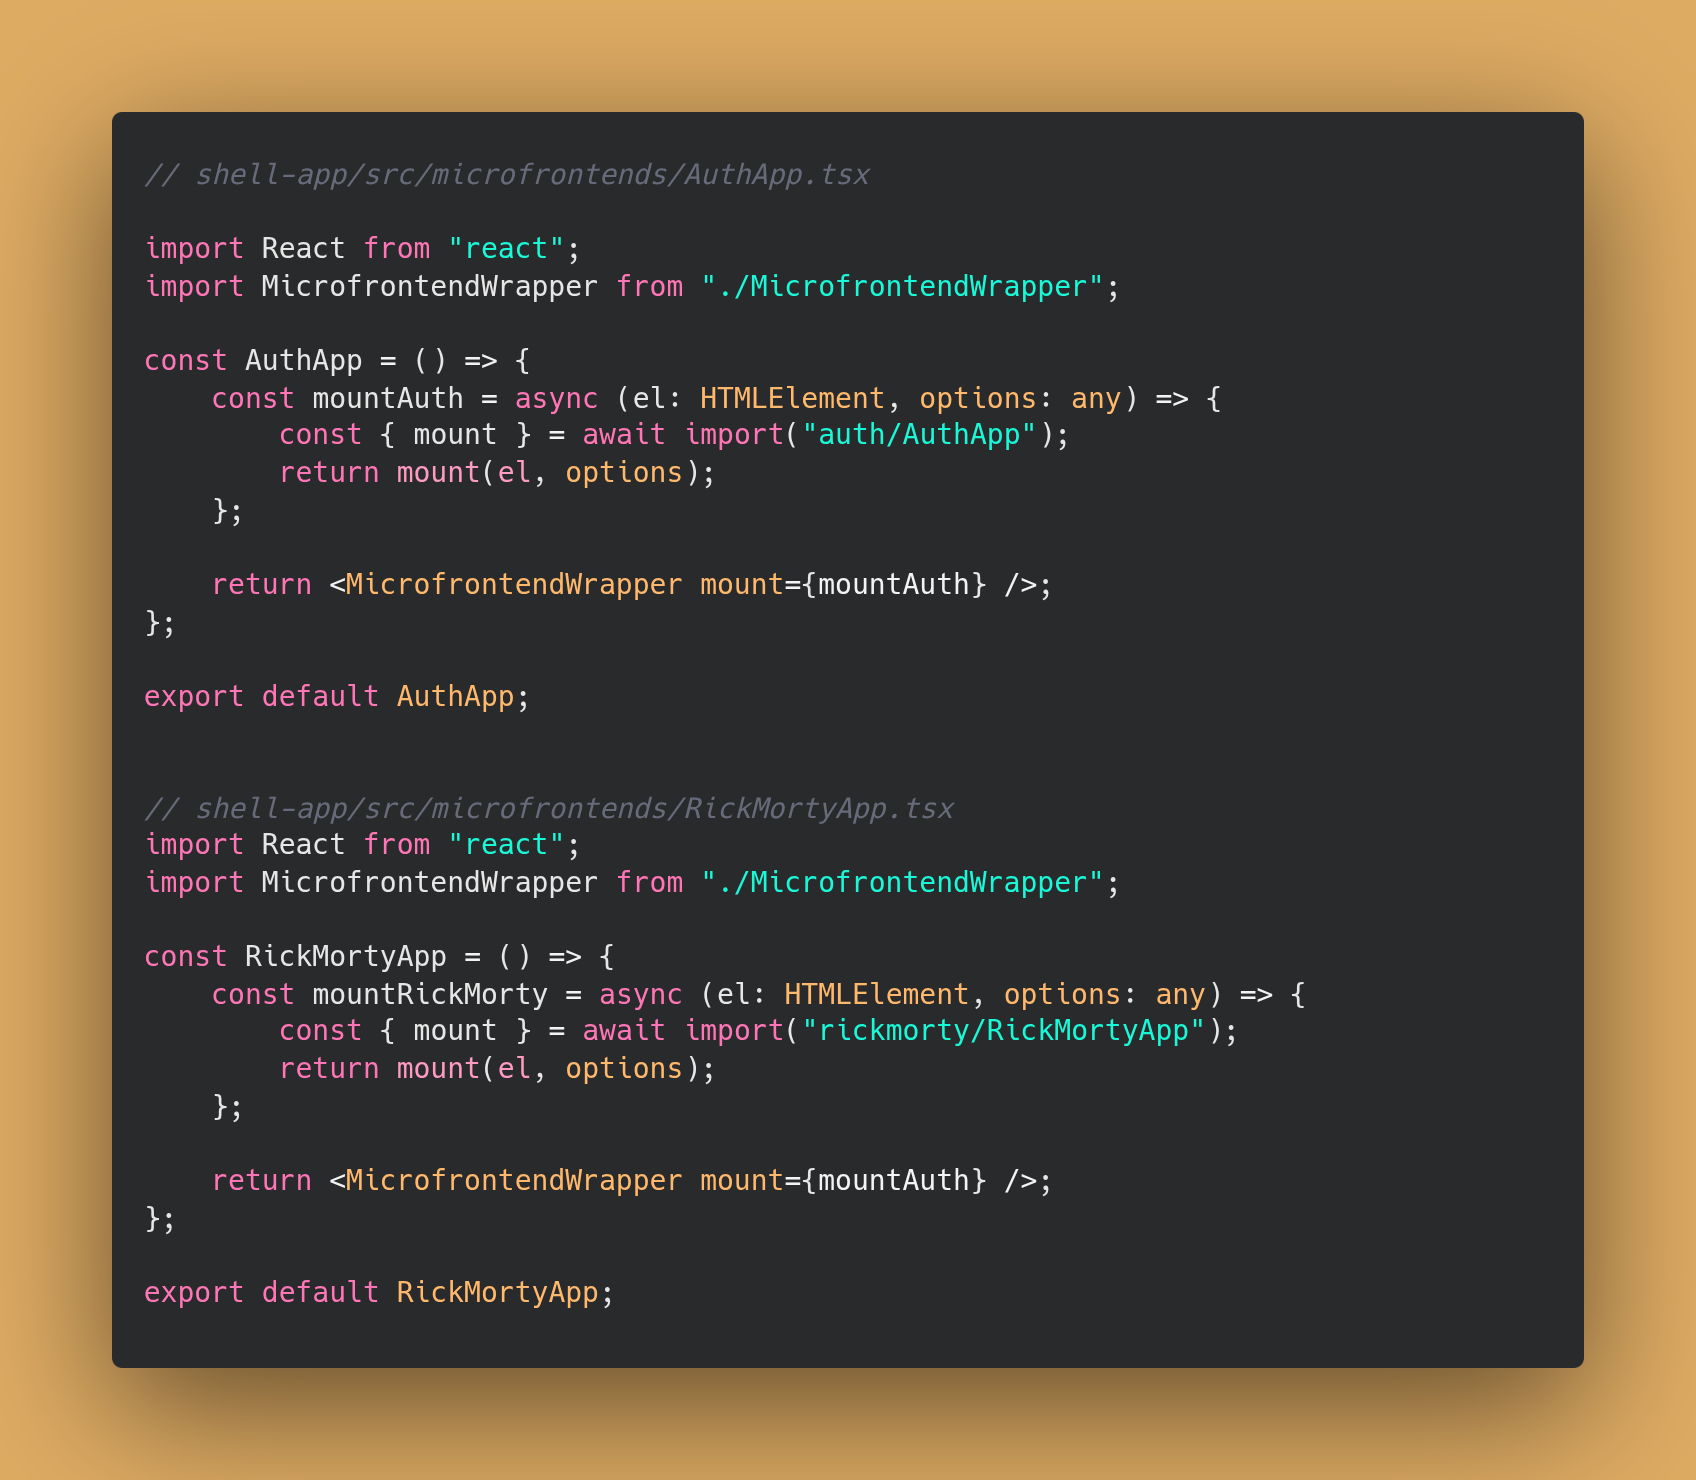 // shell-app/src/microfrontends/AuthApp.tsx
import React from "react";
import MicrofrontendWrapper from "./MicrofrontendWrapper";
const AuthApp = () => {
    const mountAuth = async (el: HTMLElement, options: any) => {
        const { mount } = await import("auth/AuthApp");
        return mount(el, options);
    };
    return <MicrofrontendWrapper mount={mountAuth} />;
};
export default AuthApp;
// shell-app/src/microfrontends/RickMortyApp.tsx
import React from "react";
import MicrofrontendWrapper from "./MicrofrontendWrapper";
const RickMortyApp = () => {
    const mountRickMorty = async (el: HTMLElement, options: any) => {
        const { mount } = await import("rickmorty/RickMortyApp");
        return mount(el, options);
    };
    return <MicrofrontendWrapper mount={mountAuth} />;
};
export default RickMortyApp;